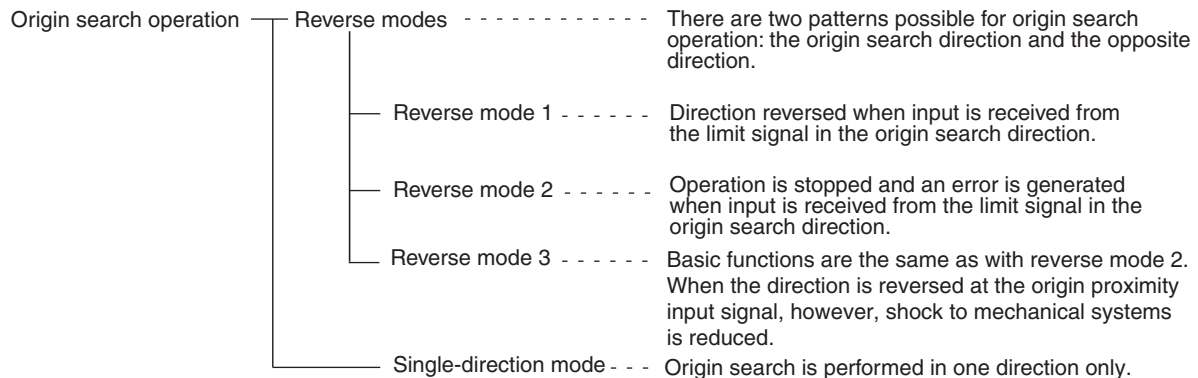 Origin search operation
Reverse modes
There are two patterns possible for origin search
operation: the origin search direction and the opposite
direction.
Reverse mode 1
Direction reversed when input is received from
the limit signal in the origin search direction.
Reverse mode 2
Operation is stopped and an error is generated
when input is received from the limit signal in the
origin search direction.
Reverse mode 3
Basic functions are the same as with reverse mode 2.
When the direction is reversed at the origin proximity
input signal, however, shock to mechanical systems
is reduced.
Single-direction mode
Origin search is performed in one direction only.